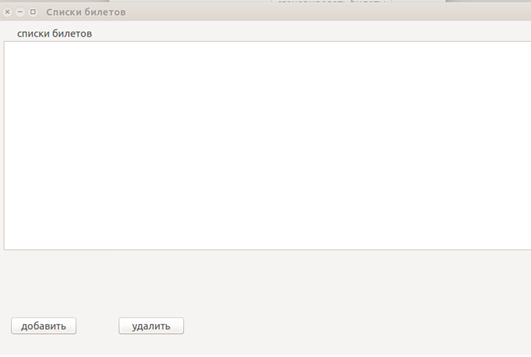 Списки билетов
списки билетов
добавить
удалить